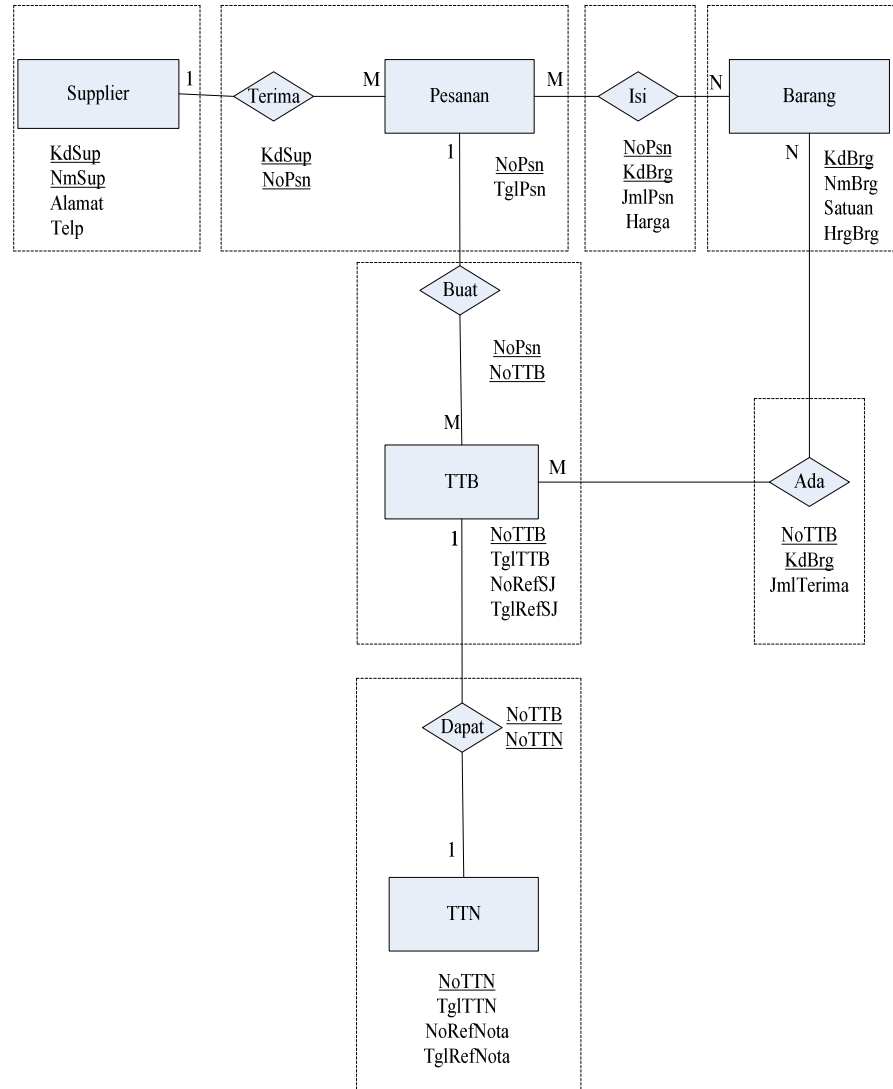 Supplier
1
Terima
M
Pesanan
M
Isi
N
Barang
KdSup
NmSup
Alamat
Telp
KdSup
NoPsn
1
NoPsn
TglPsn
NoPsn
KdBrg
JmlPsn
Harga
N
KdBrg
NmBrg
Satuan
HrgBrg
Buat
NoPsn
NoTTB
M
TTB
M
Ada
1
NoTTB
TglTTB
NoRefSJ
TglRefSJ
NoTTB
KdBrg
JmlTerima
Dapat
NoTTB
NoTTN
1
TTN
NoTTN
TglTTN
NoRefNota
TglRefNota